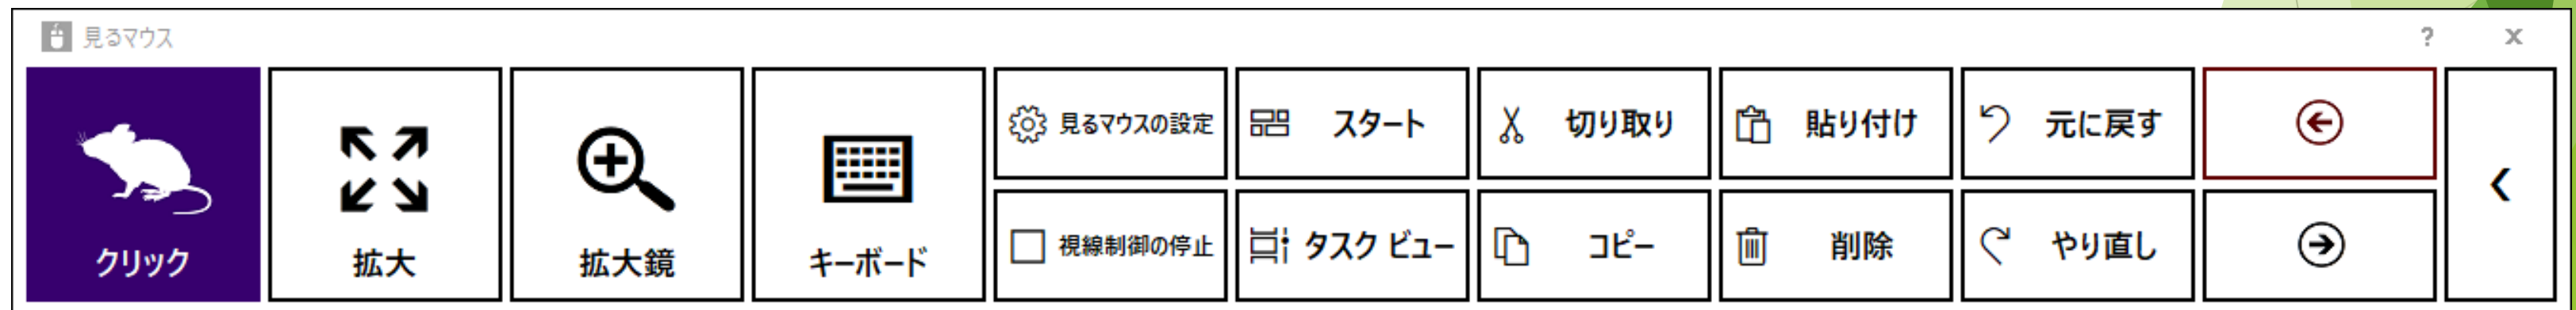 見るマウス
? ×
クリック
拡大
拡大鏡
キーボード
見るマウスの設定
視線制御の停止
スタート
タスク ビュー
切り取り
コピー
貼り付け
削除
元に戻す
やり直し